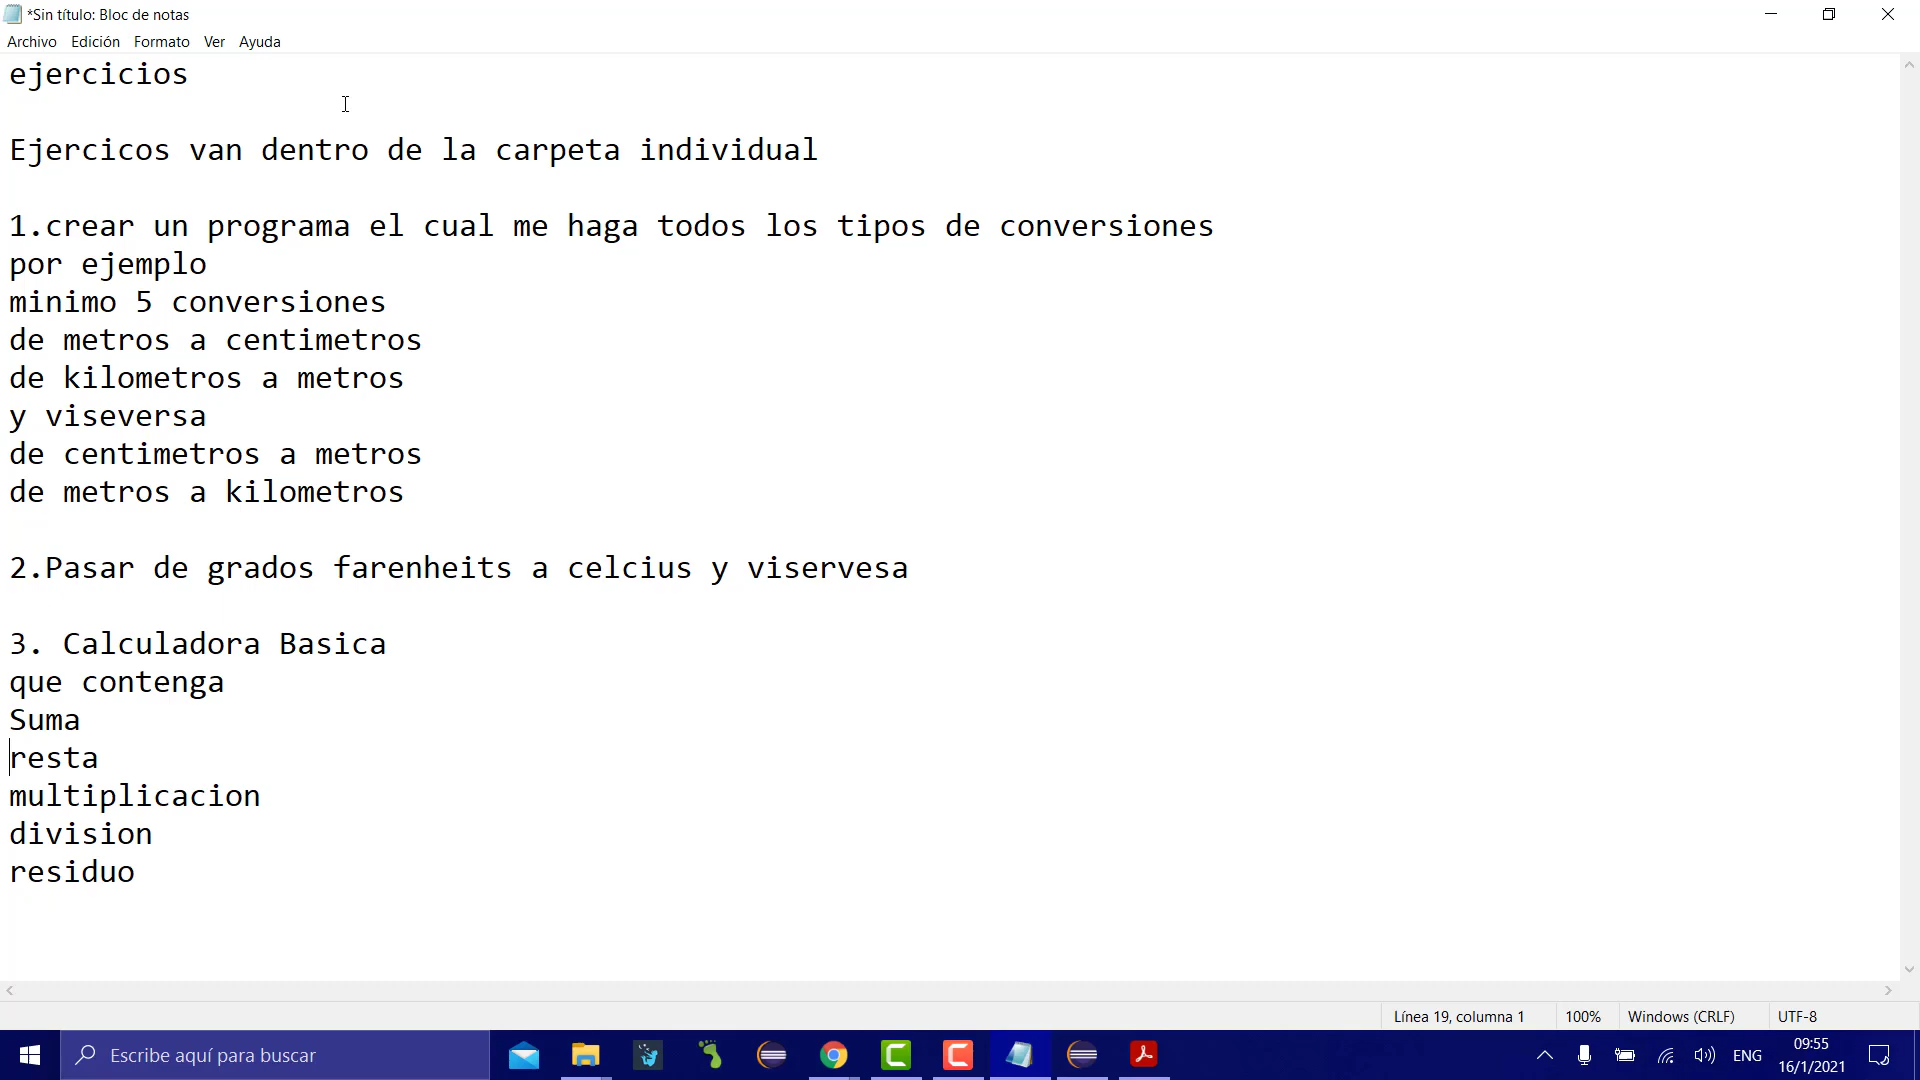 *Sin título: Bloc de notas
Archivo Edición Formato Ver Ayuda
ejercicios
Ejercicos van dentro de la carpeta individual
1.crear un programa el cual me haga todos los tipos de conversiones
por ejemplo
minimo 5 conversiones
de metros a centimetros
de kilometros a metros
y viseversa
de centimetros a metros
de metros a kilometros
2.Pasar de grados farenheits a celcius y viservesa
3. Calculadora Basica
que contenga
Suma
resta
multiplicacion
division
residuo
Línea 19, columna 1 100% Windows (CRLF) UTF-8
Escribe aquí para buscar
ENG
09:55
16/1/2021